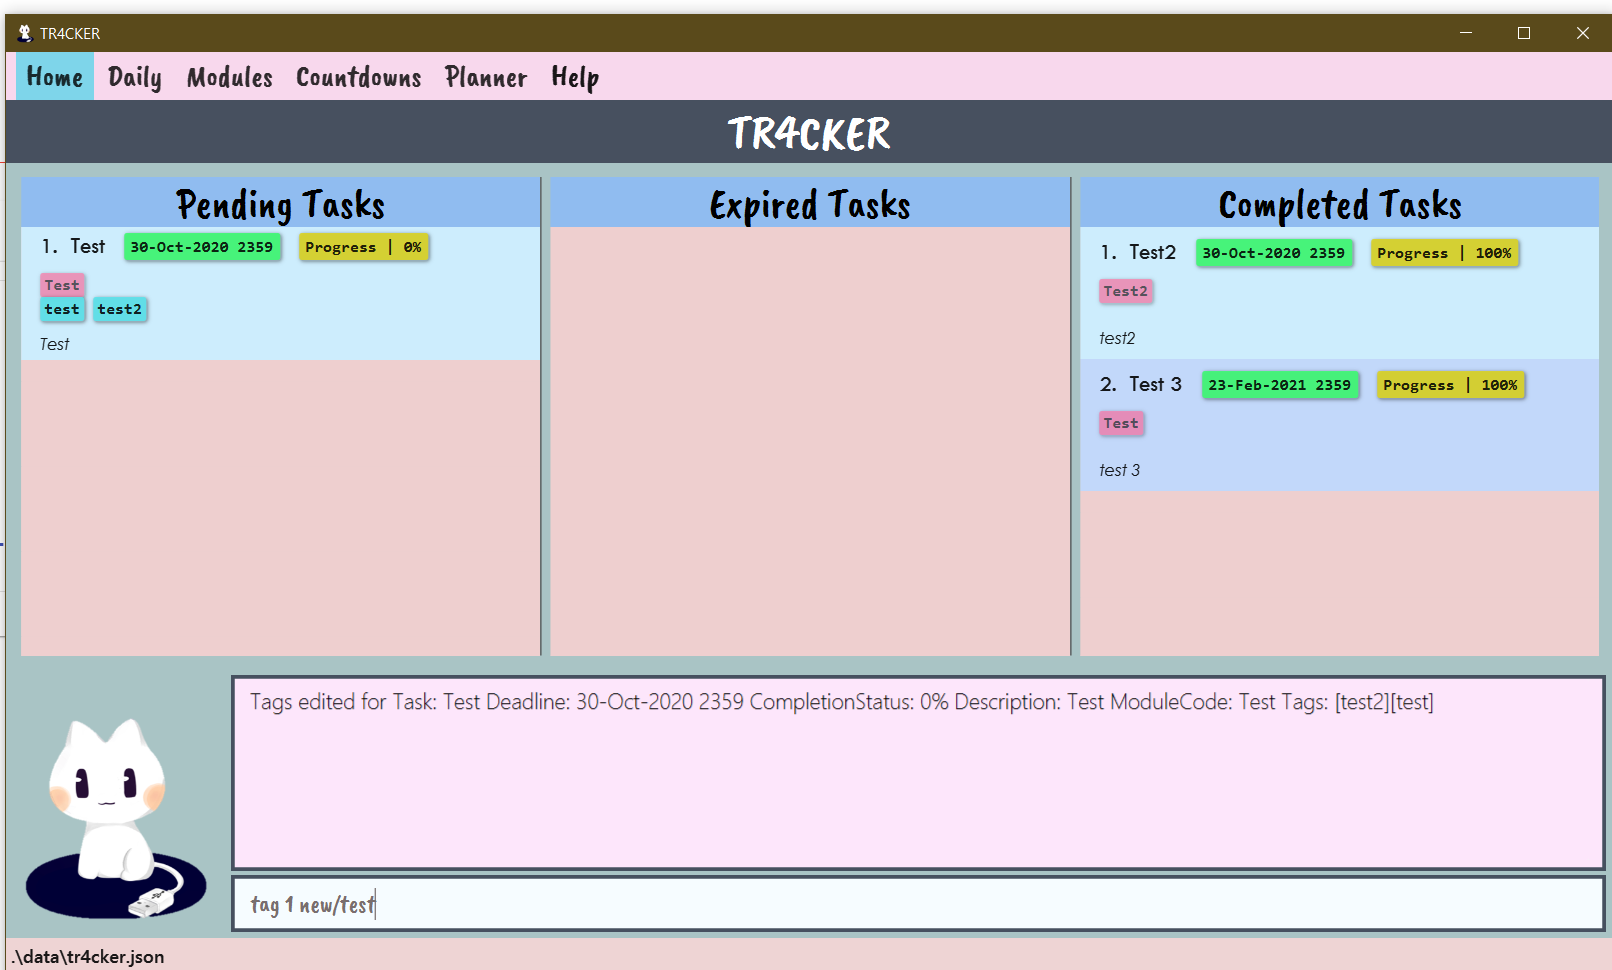 TR4CKER
Home Daily Modules Countdowns Planner Help
TR4CKER
Pending Tasks
1. Test 30-Oct-2020 2359 Progress | 0%
Test
test test2
Test
Expired Tasks
Completed Tasks
1. Test2 30-Oct-2020 2359 Progress | 100%
Test2
test2
2. Test 3 23-Feb-2021 2359 Progress | 100%
Test
test 3
Tags edited for Task: Test Deadline: 30-Oct-2020 2359 CompletionStatus: 0% Description: Test ModuleCode: Test Tags: [test2][test]
tag 1 new/test
.\data\tr4cker.json